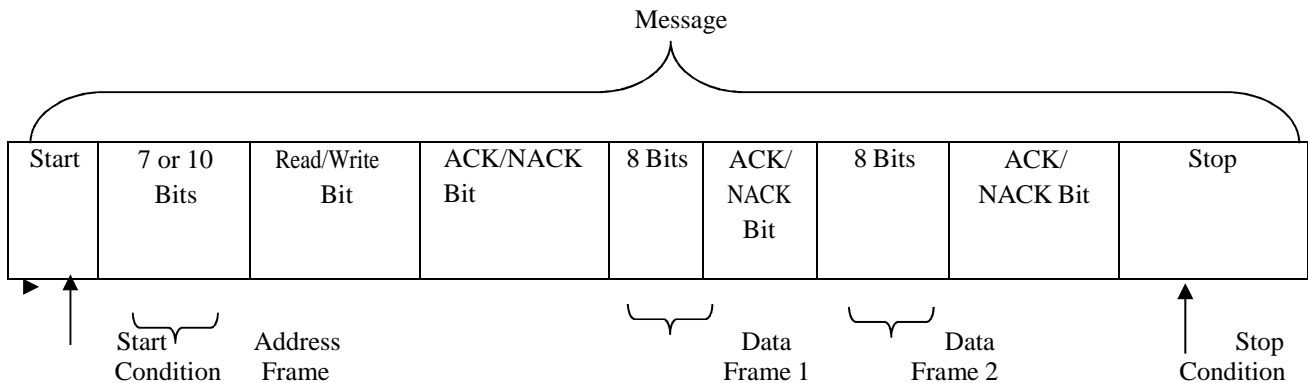 Message
Start 7 or 10 Read/Write ACK/NACK 8 Bits ACK/ 8 Bits ACK/ Stop
Bits Bit Bit NACK NACK Bit
Bit
Start Address Data Data Stop
Condition Frame Frame 1 Frame 2 Condition